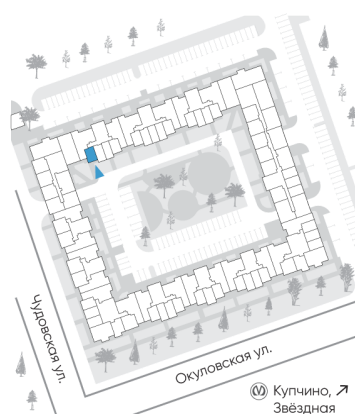 Чудовская ул.
Окуловская ул.
Купчино, ↗
Звёздная